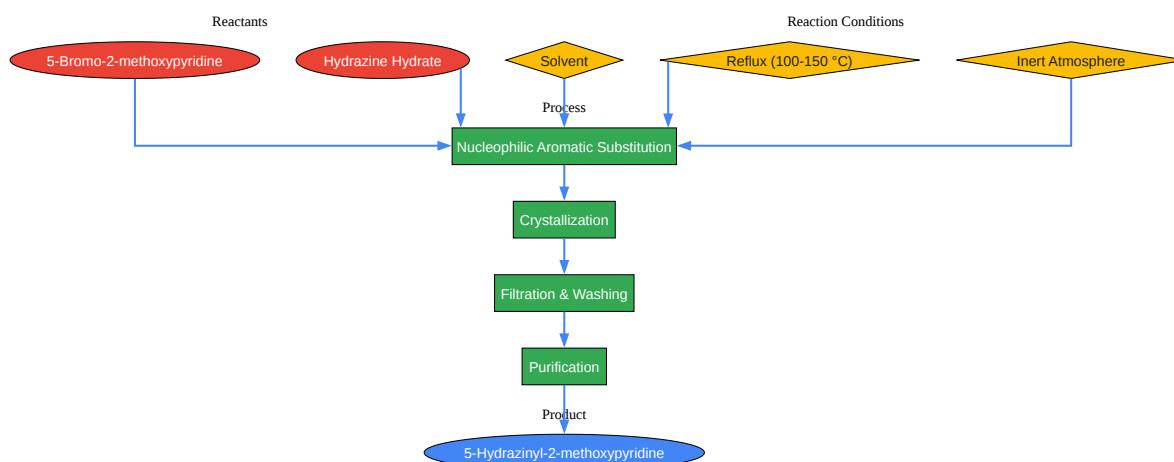 Reactants
Reaction Conditions
5-Bromo-2-methoxypyridine
Hydrazine Hydrate
Solvent
Reflux (100-150 °C)
Inert Atmosphere
Process
Nucleophilic Aromatic Substitution
Crystallization
Filtration & Washing
Purification
Product
5-Hydrazinyl-2-methoxypyridine